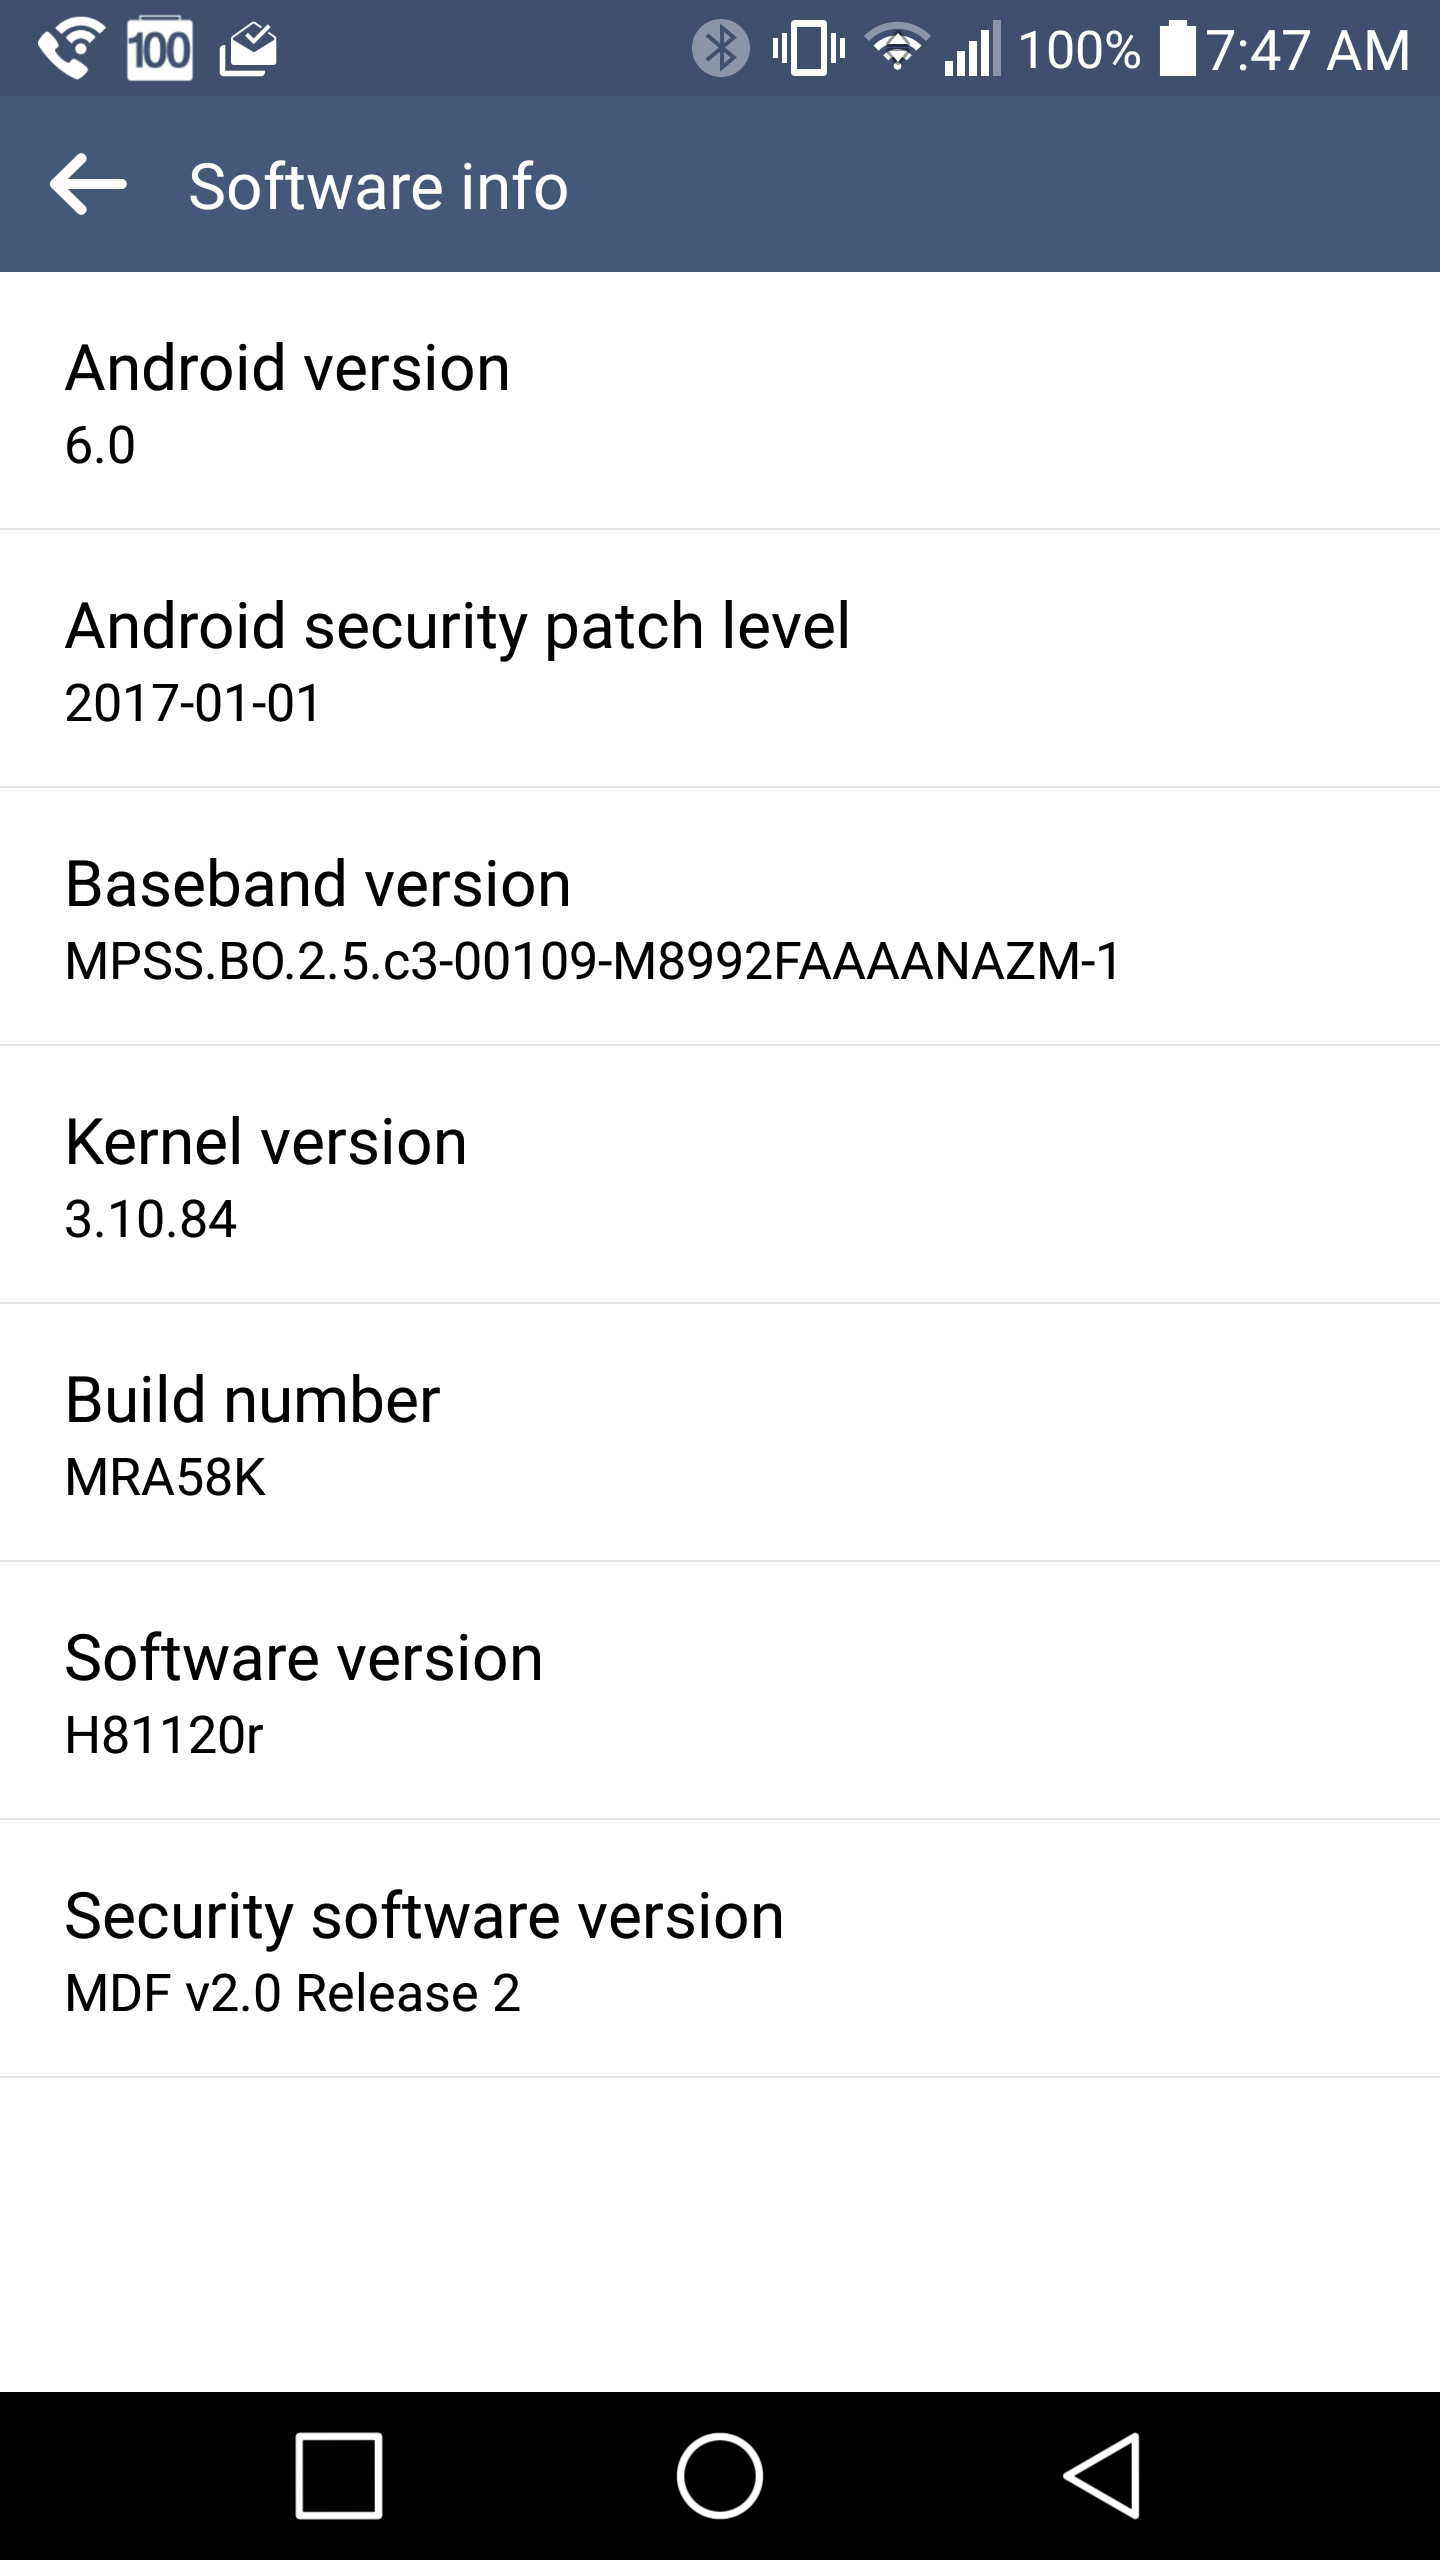 100
100% 7:47 AM
Software info
Android version
6.0
Android security patch level
2017-01-01
Baseband version
MPSS.BO.2.5.c3-00109-M8992FAAAANAZM-1
Kernel version
3.10.84
Build number
MRA58K
Software version
H81120r
Security software version
MDF v2.0 Release 2